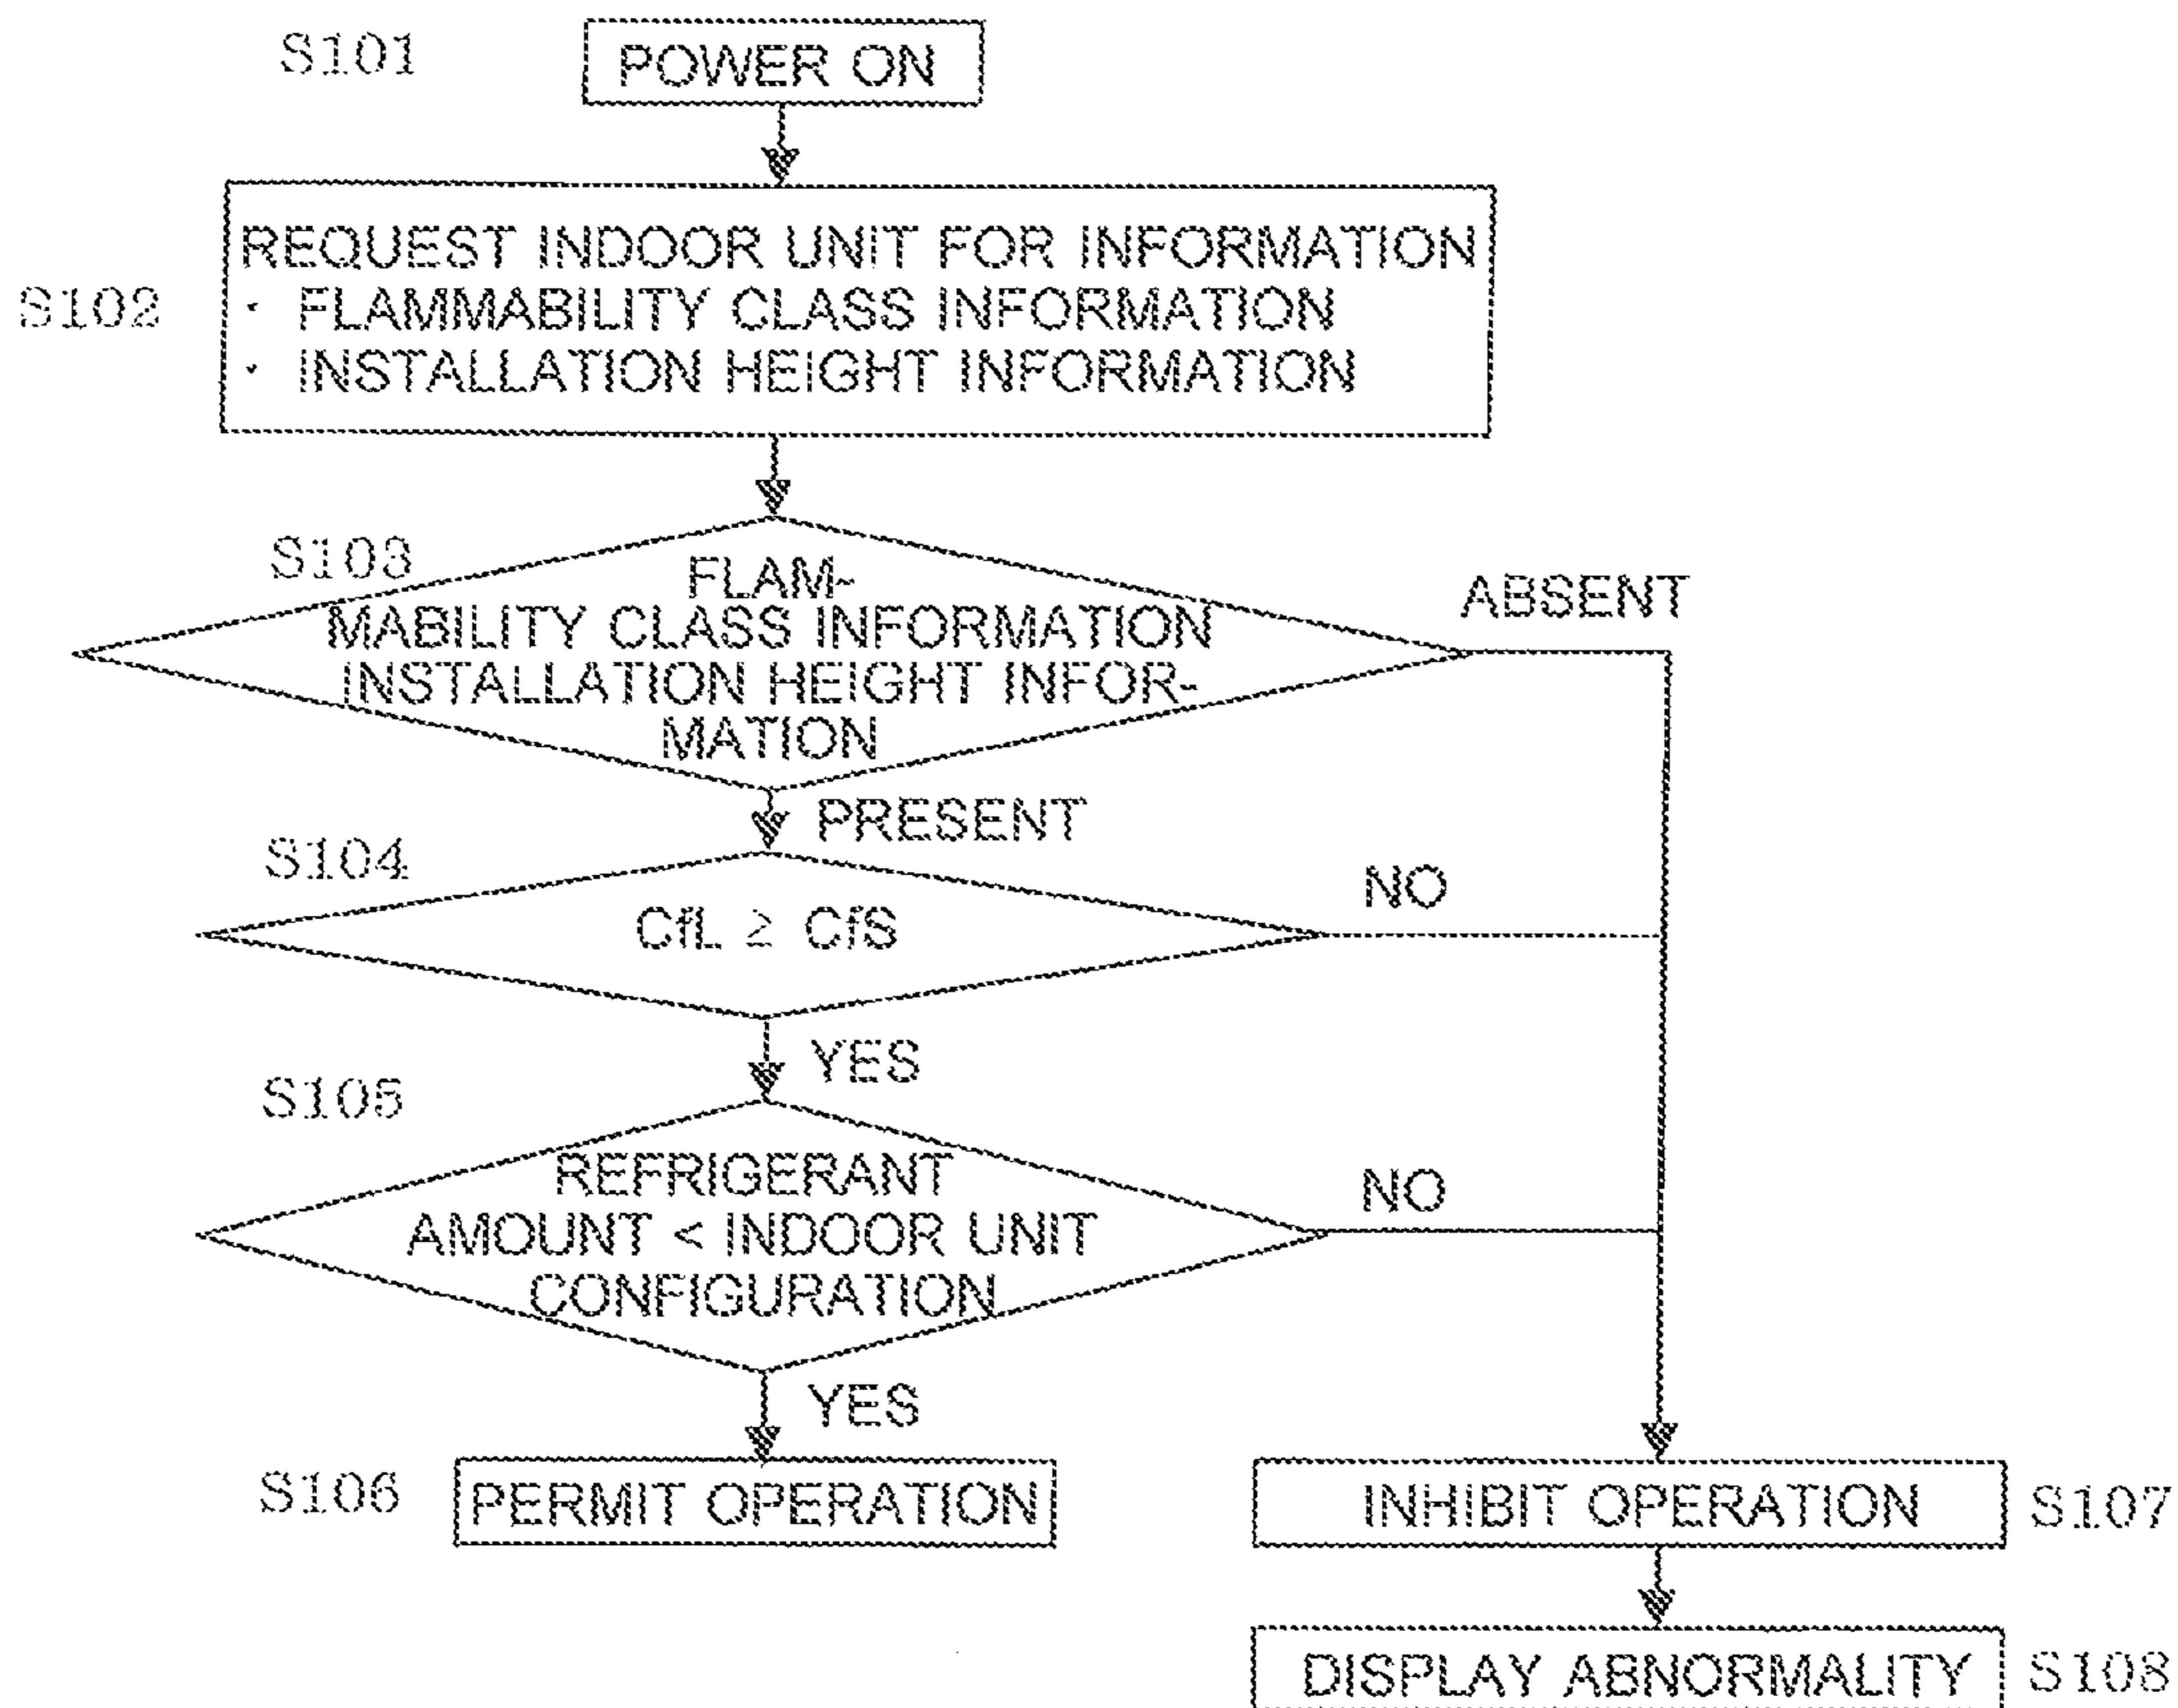 S101
POWER ON
S102
REQUEST INDOOR UNIT FOR INFORMATION
· FLAMMABILITY CLASS INFORMATION
· INSTALLATION HEIGHT INFORMATION
S103
FLAM-
MABILITY CLASS INFORMATION
INSTALLATION HEIGHT INFOR-
MATION
ABSENT
PRESENT
S104
CfL ≥ CfS
NO
YES
S105
REFRIGERANT
AMOUNT < INDOOR UNIT
CONFIGURATION
NO
YES
S106
PERMIT OPERATION
INHIBIT OPERATION
S107
DISPLAY ABNORMALITY
S108